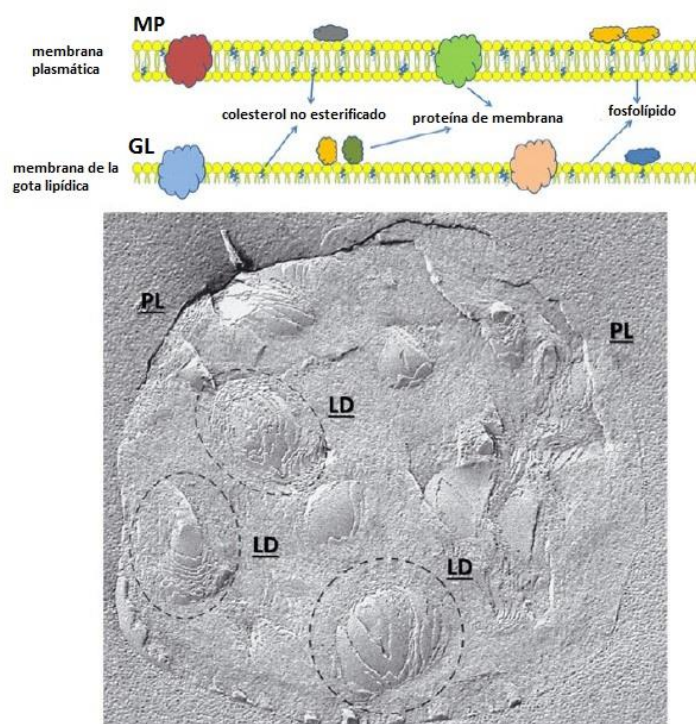 MP
membrana
plasmática
colesterol no esterificado
proteína de membrana
fosfolípido
GL
membrana de la
gota lipídica
PL
PL
LD
LD
LD